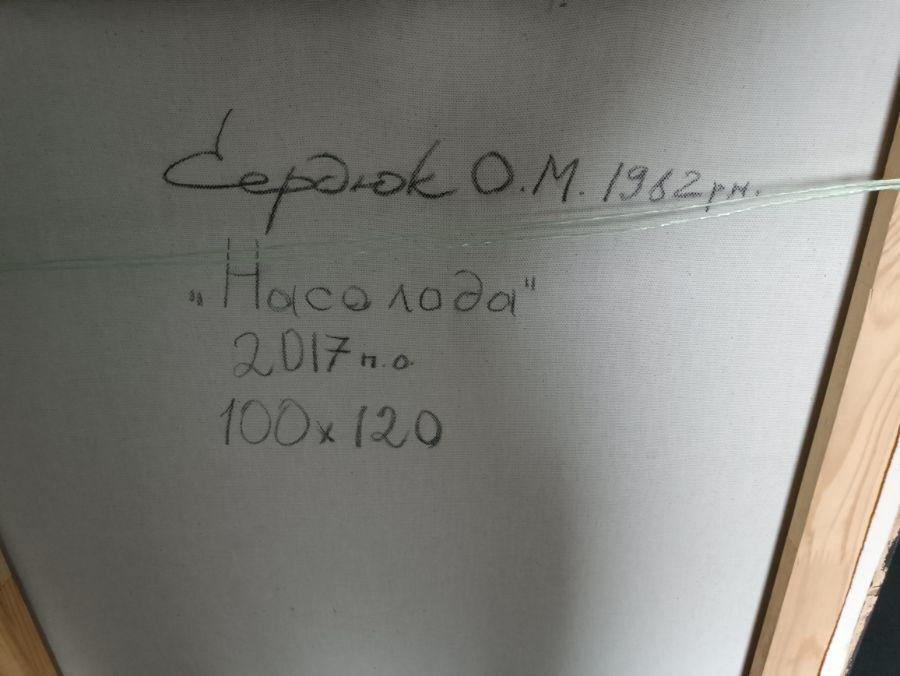 Сердюк О.М. 1962 р.н.
„Насолода"
2017 п.о.
100х120